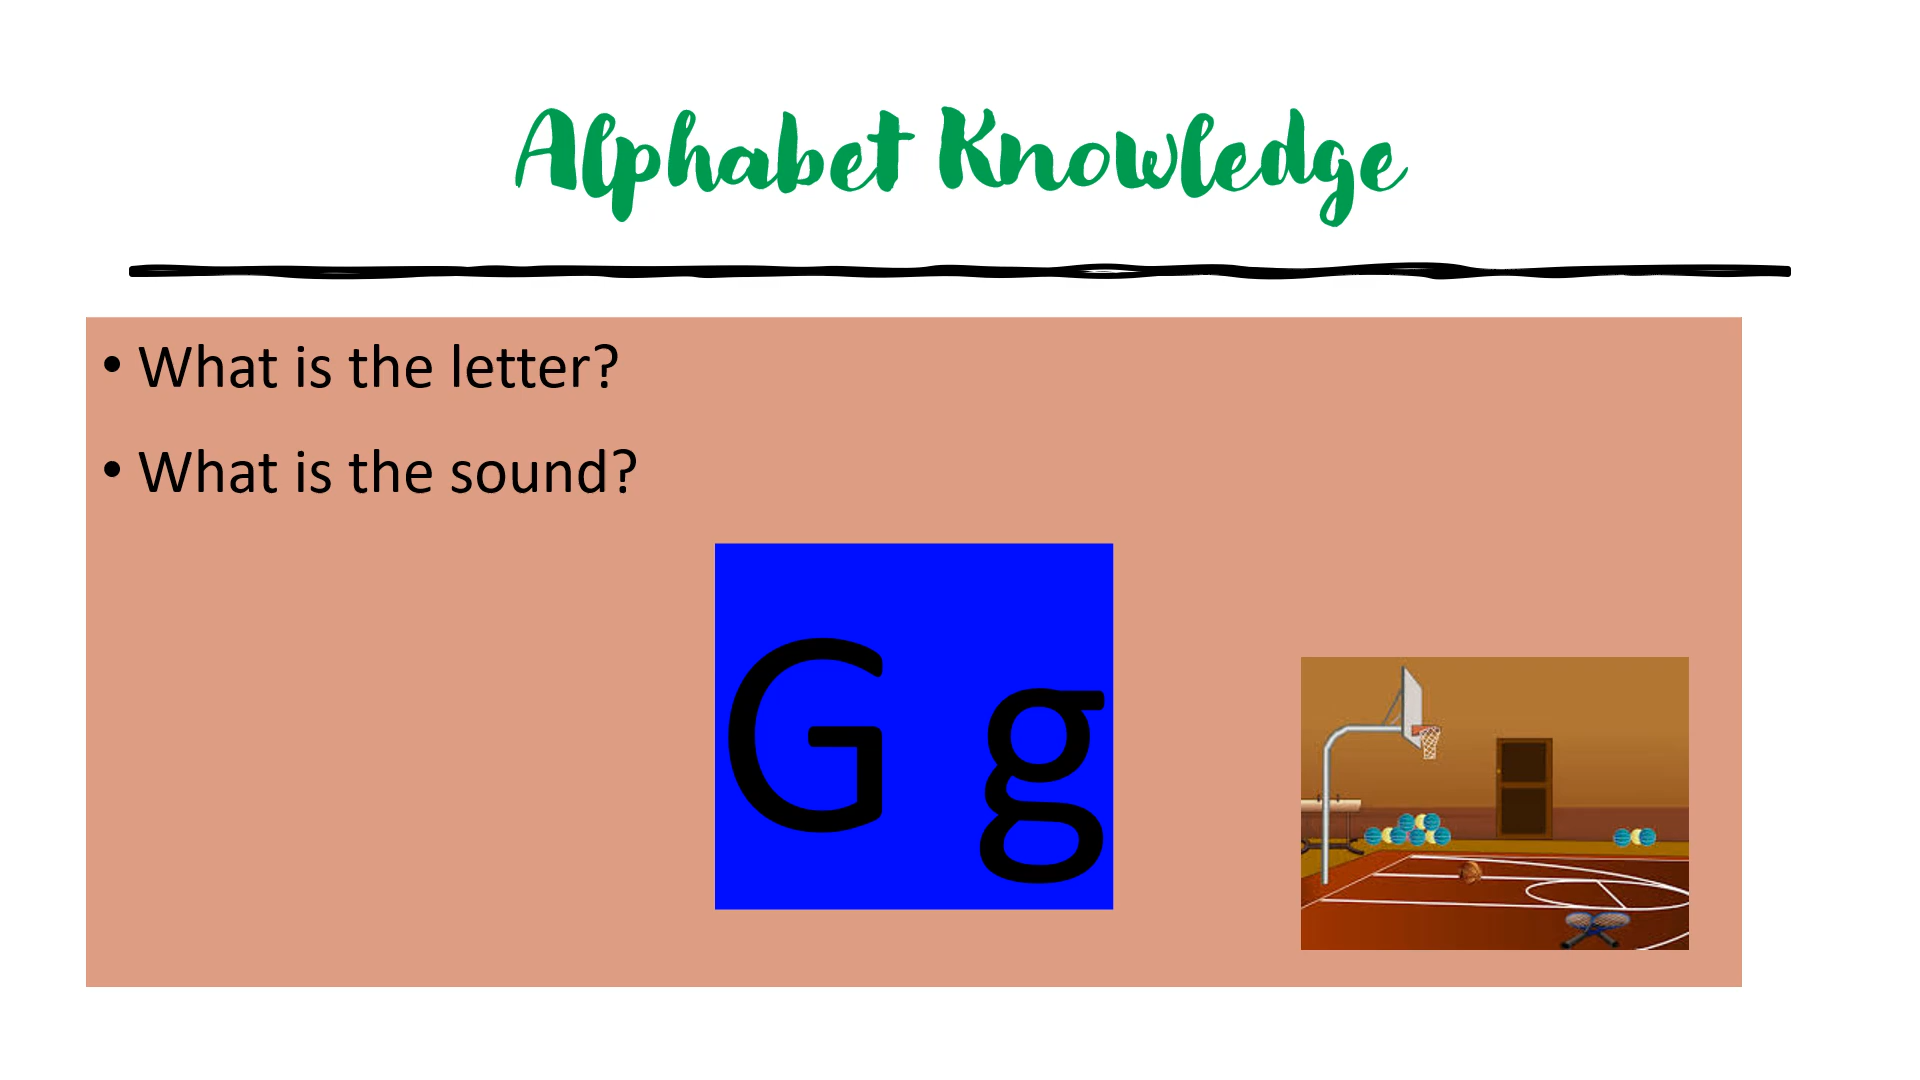 Alphabet Knowledge
• What is the letter?
• What is the sound?
G g